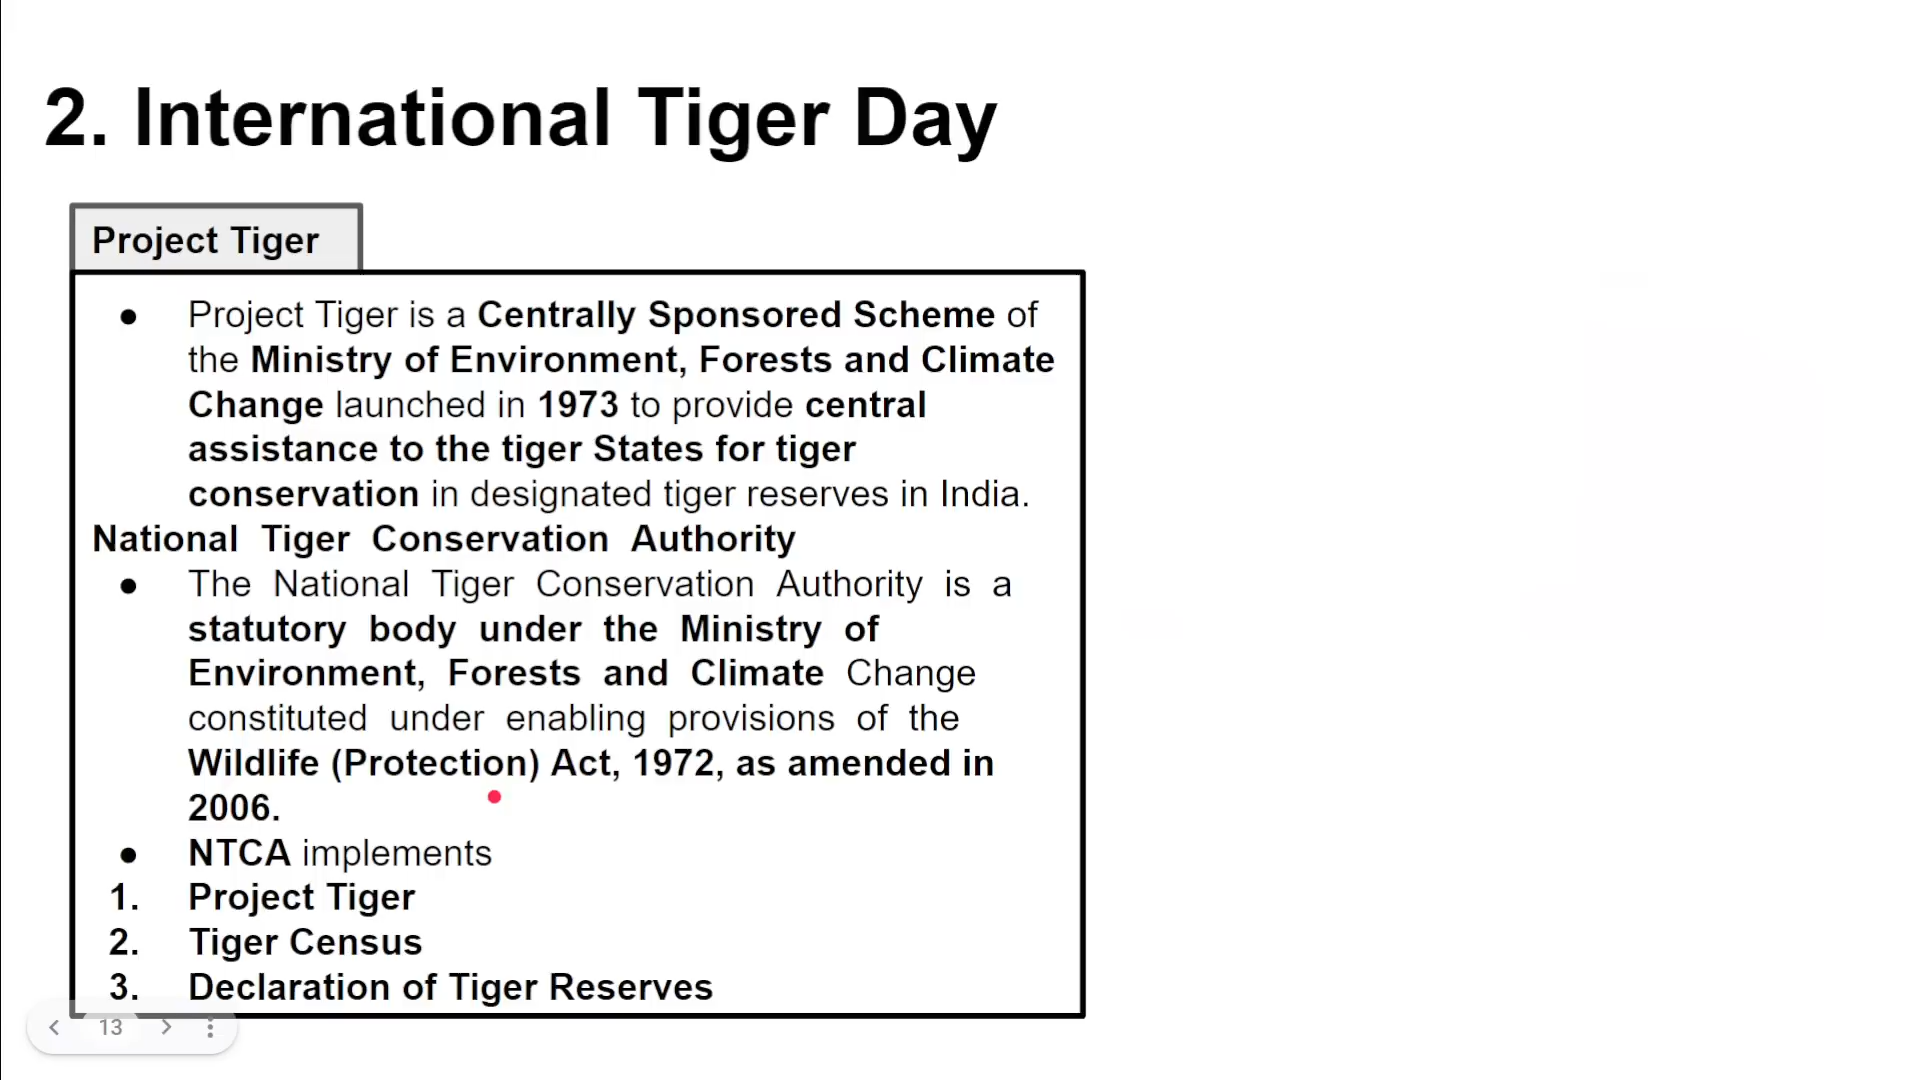 2. International Tiger Day
Project Tiger
● Project Tiger is a Centrally Sponsored Scheme of
the Ministry of Environment, Forests and Climate
Change launched in 1973 to provide central
assistance to the tiger States for tiger
conservation in designated tiger reserves in India.
National Tiger Conservation Authority
● The National Tiger Conservation Authority is a
statutory body under the Ministry of
Environment, Forests and Climate Change
constituted under enabling provisions of the
Wildlife (Protection) Act, 1972, as amended in
2006.
● NTCA implements
1. Project Tiger
2. Tiger Census
3. Declaration of Tiger Reserves
13